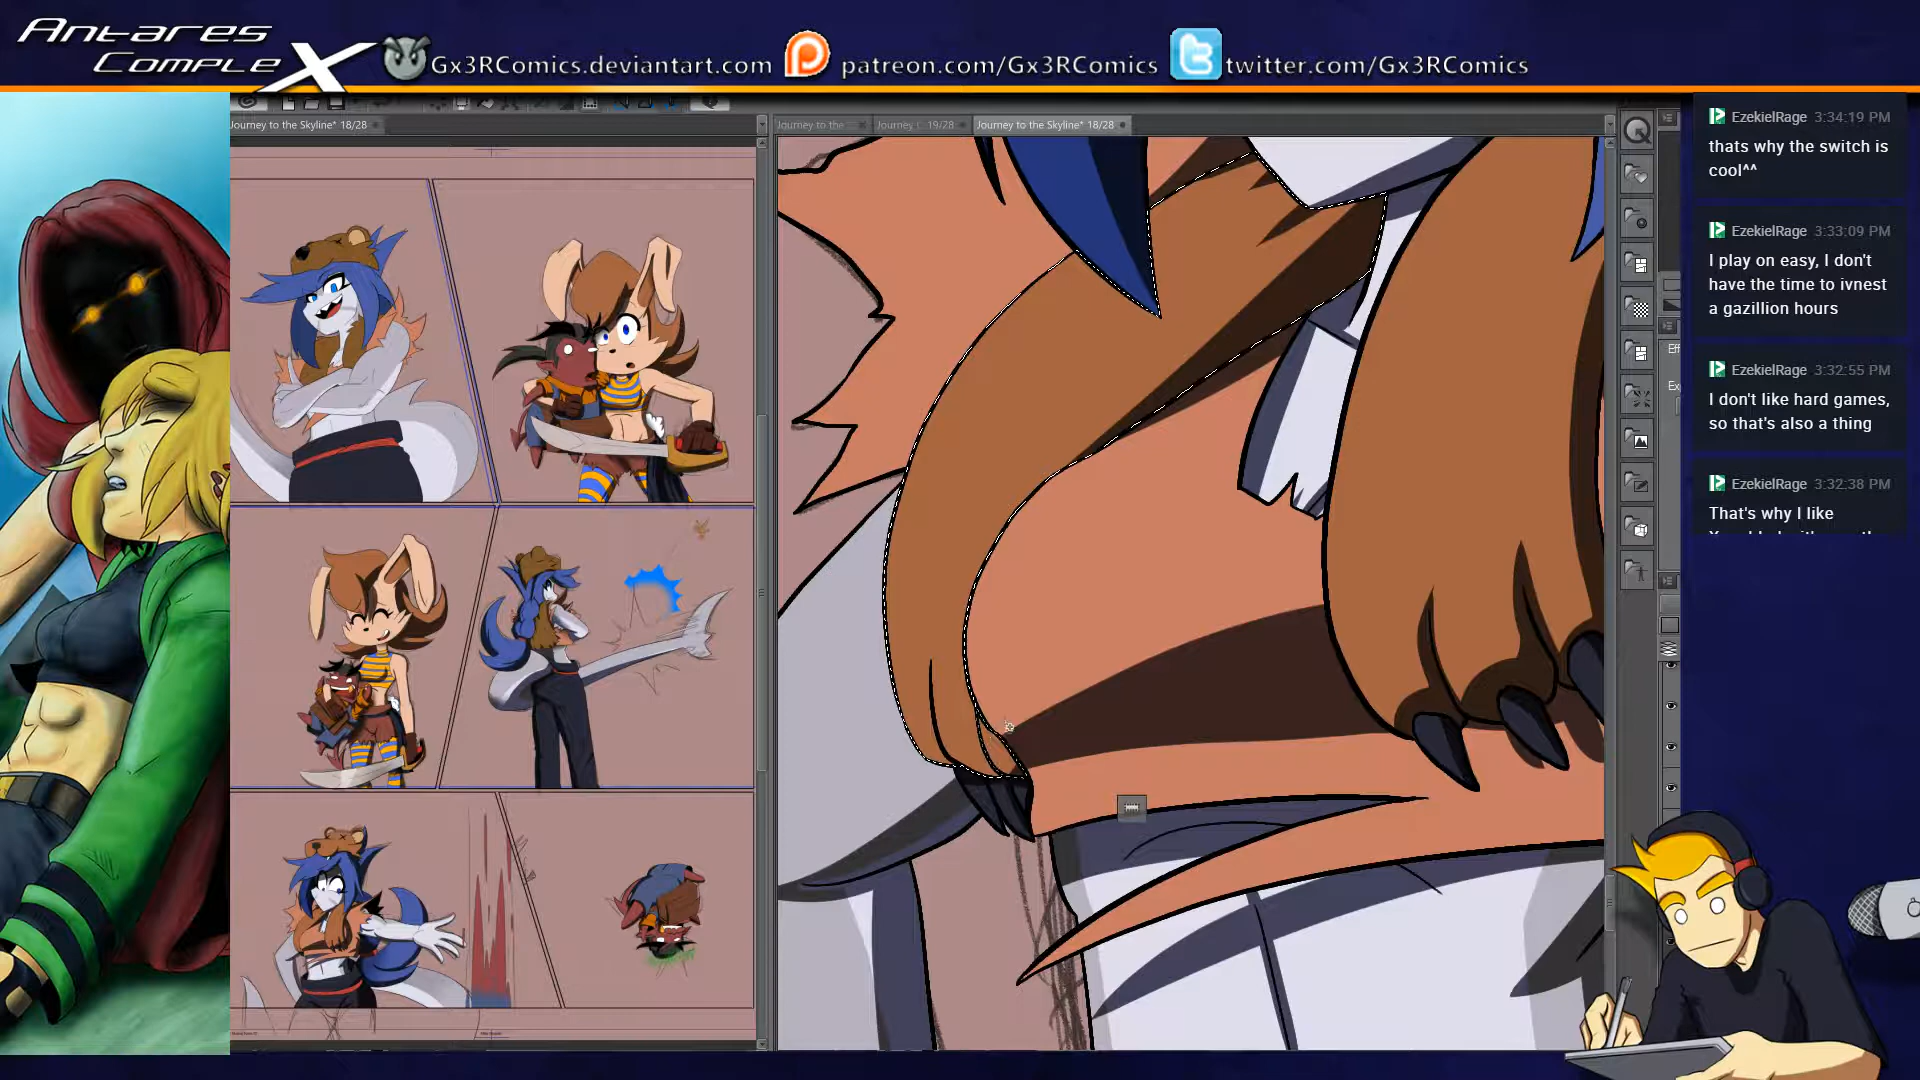 Antares
Complex
Gx3RComics.deviantart.com
patreon.com/Gx3RComics
twitter.com/Gx3RComics
Journey to the Skyline* 18/28
Journey to the
Journey
19/28
Journey to the Skyline* 18/28
EzekielRage 3:34:19 PM
thats why the switch is
cool^^
EzekielRage 3:33:09 PM
I play on easy, I don't
have the time to ivnest
a gazillion hours
EzekielRage 3:32:55 PM
I don't like hard games,
so that's also a thing
EzekielRage 3:32:38 PM
That's why I like